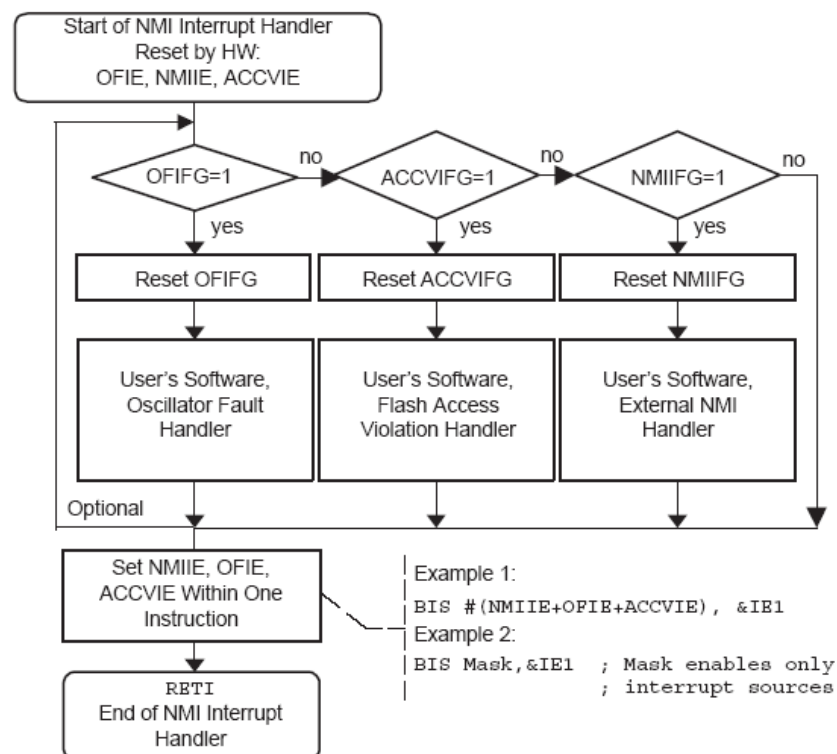 Start of NMI Interrupt Handler
Reset by HW:
OFIE, NMIIE, ACCVIE
OFIFG=1
no
ACCVIFG=1
no
NMIIFG=1
no
yes
yes
yes
Reset OFIFG
Reset ACCVIFG
Reset NMIIFG
User's Software,
Oscillator Fault
Handler
User's Software,
Flash Access
Violation Handler
User's Software,
External NMI
Handler
Optional
Set NMIIE, OFIE,
ACCVIE Within One
Instruction
Example 1:
BIS #(NMIIE+OFIE+ACCVIE), &IE1
Example 2:
BIS Mask,&IE1 ; Mask enables only
; interrupt sources
RETI
End of NMI Interrupt
Handler